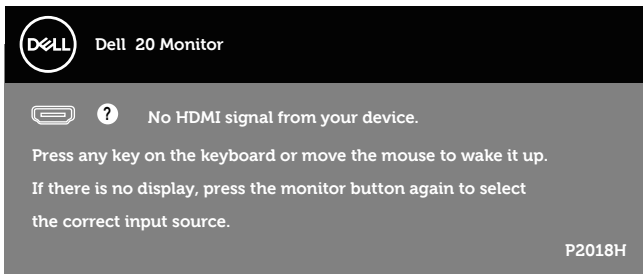 DELL
Dell 20 Monitor
? No HDMI signal from your device.
Press any key on the keyboard or move the mouse to wake it up.
If there is no display, press the monitor button again to select
the correct input source.
P2018H